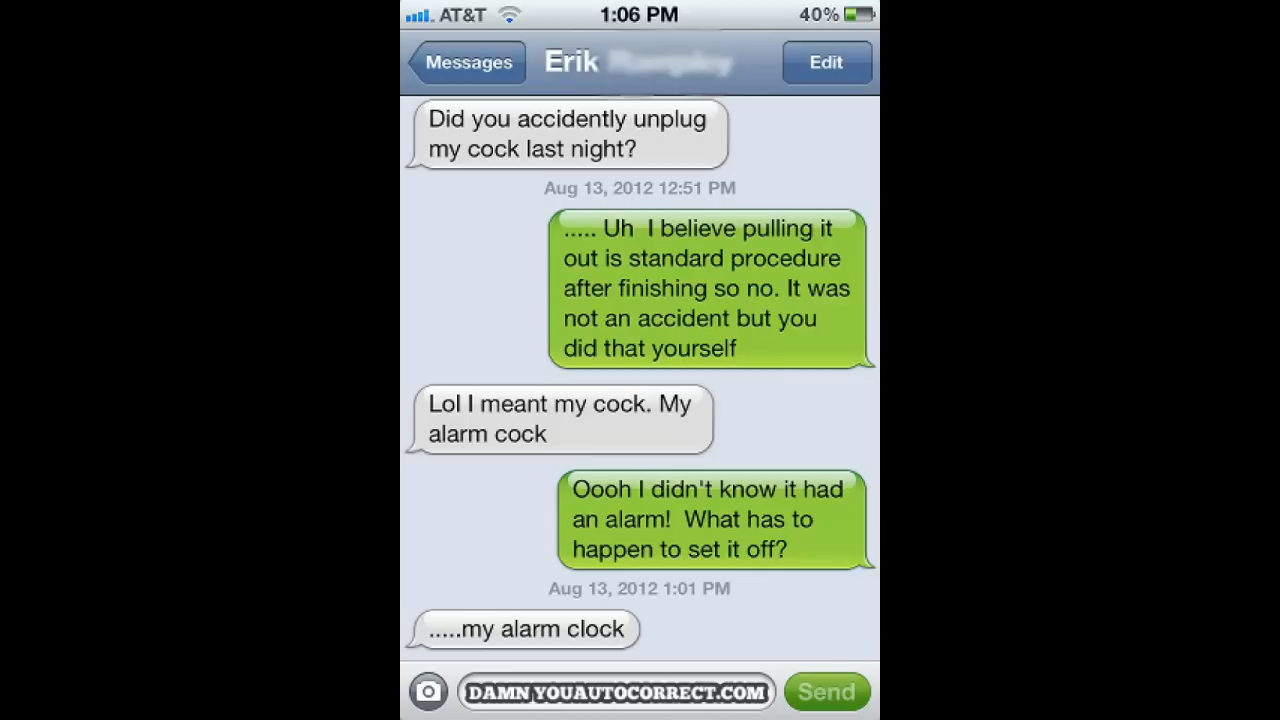 AT&T 1:06 PM 40%
Messages Erik Edit
Did you accidently unplug
my cock last night?
Aug 13, 2012 12:51 PM
..... Uh  I believe pulling it
out is standard procedure
after finishing so no. It was
not an accident but you
did that yourself
Lol I meant my cock. My
alarm cock
Oooh I didn't know it had
an alarm!  What has to
happen to set it off?
Aug 13, 2012 1:01 PM
.....my alarm clock
DAMNYOUAUTOCORRECT.COM Send